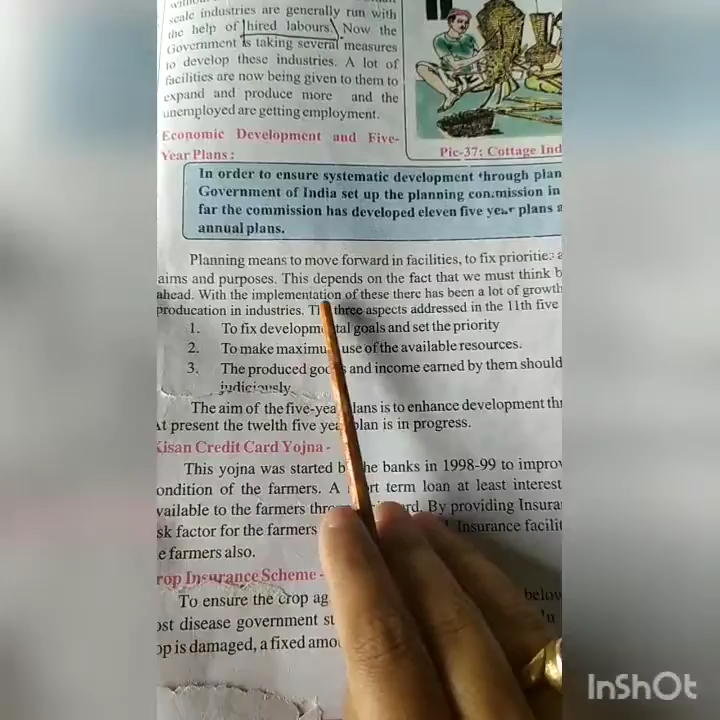 scale industries are generally run with
the help of hired labours. Now the
Government is taking several measures
to develop these industries. A lot of
facilities are now being given to them to
expand and produce more and the
unemployed are getting employment.
Pic-37: Cottage Ind
Economic Development and Five-
Year Plans :
In order to ensure systematic development through plan
Government of India set up the planning commission in
far the commission has developed eleven five year plans a
annual plans.
Planning means to move forward in facilities, to fix priorities a
aims and purposes. This depends on the fact that we must think b
ahead. With the implementation of these there has been a lot of growth
producation in industries. three aspects addressed in the 11th five
1. To fix developmental goals and set the priority
2. To make maximum use of the available resources.
3. The produced goods and income earned by them should
judiciously
The aim of the five-year plans is to enhance development thr
At present the twelth five year plan is in progress.
Kisan Credit Card Yojna -
This yojna was started by the banks in 1998-99 to improv
ondition of the farmers. A short term loan at least interest
vailable to the farmers card. By providing Insura
sk factor for the farmers Insurance facilit
e farmers also.
rop Insurance Scheme -
To ensure the crop ag below
ost disease government
op is damaged, a fixed amo
InShOt